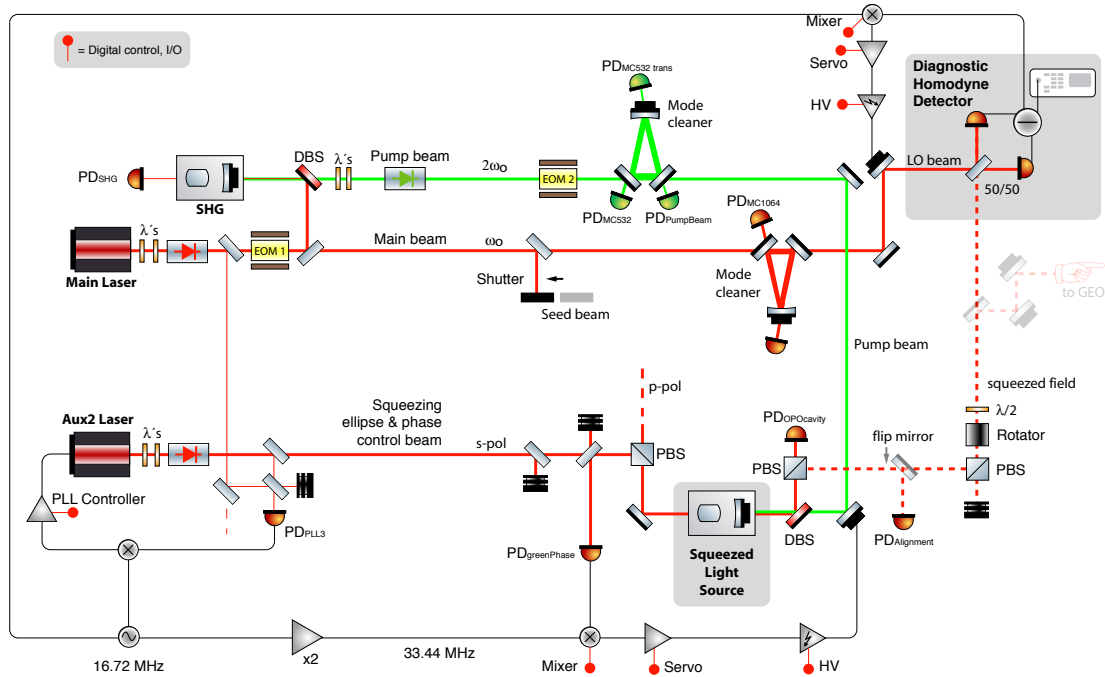 = Digital control, I/O
Mixer
Servo
HV
Diagnostic
Homodyne
Detector
PDMC532 trans
Mode
cleaner
DBS
λ´s
Pump beam
2ω0
EOM 2
LO beam
50/50
PDSHG
SHG
PDMC532
PDPumpBeam
PDMC1064
λ´s
EOM 1
Main beam
ω0
Main Laser
Shutter
Seed beam
Mode
cleaner
to GEO
Pump beam
p-pol
squeezed field
Aux2 Laser
λ´s
Squeezing
ellipse & phase
control beam
s-pol
PDOPOcavity
λ/2
flip mirror
Rotator
PBS
PBS
PBS
PLL Controller
PDPLL3
PDgreenPhase
Squeezed
Light
Source
DBS
PDAlignment
16.72 MHz
x2
33.44 MHz
Mixer
Servo
HV